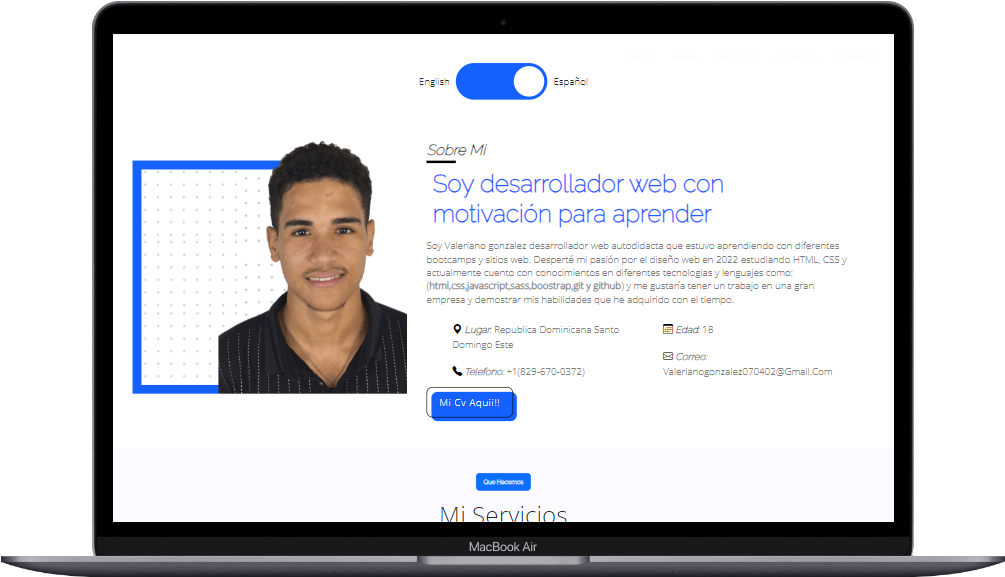 English
Español
Sobre Mi
Soy desarrollador web con
motivación para aprender
Soy Valeriano gonzalez desarrollador web autodidacta que estuvo aprendiendo con diferentes
bootcamps y sitios web. Desperté mi pasión por el diseño web en 2022 estudiando HTML, CSS y
actualmente cuento con conocimientos en diferentes tecnologias y lenguajes como:
(html,css,javascript,sass,boostrap,git y github) y me gustaría tener un trabajo en una gran
empresa y demostrar mis habilidades que he adquirido con el tiempo.
Lugar: Republica Dominicana Santo
Domingo Este
Edad: 18
Telefono: +1(829-670-0372)
Correo:
Valerianogonzalez070402@Gmail.Com
Mi Cv Aquii!!
Que Hacemos
Mi Servicios
MacBook Air